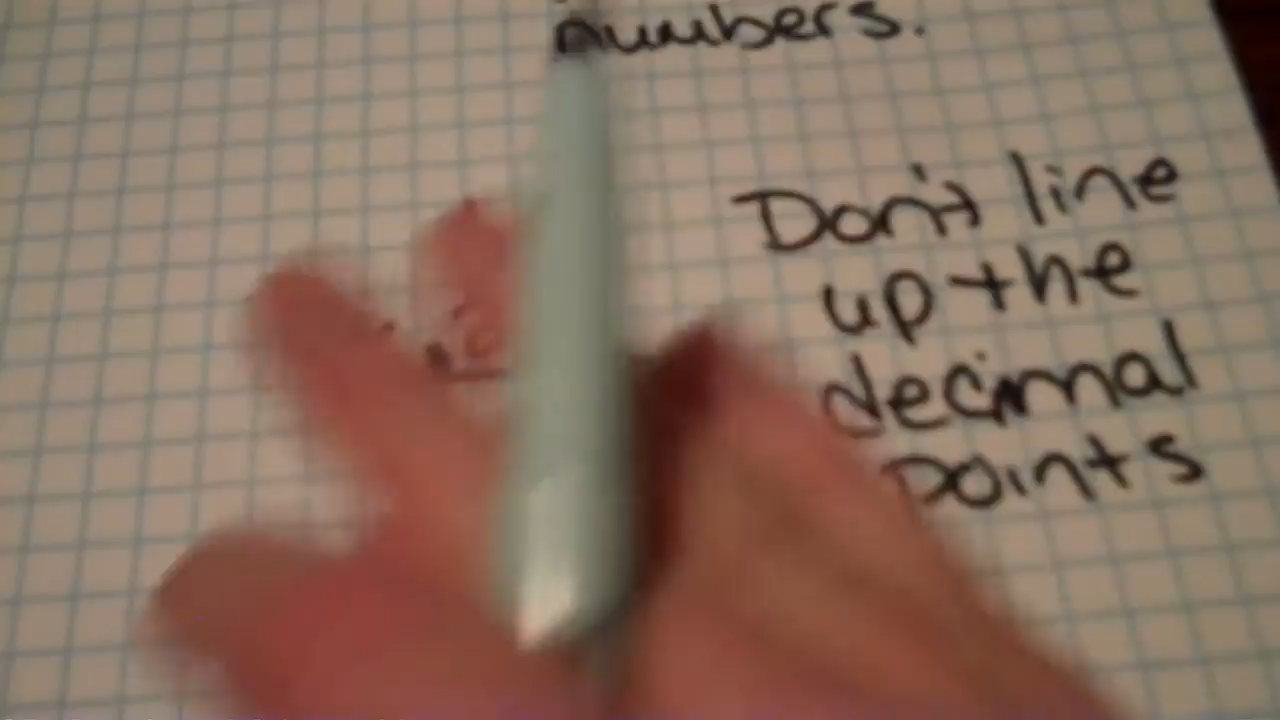 numbers.
Don't line
up the
decimal
points